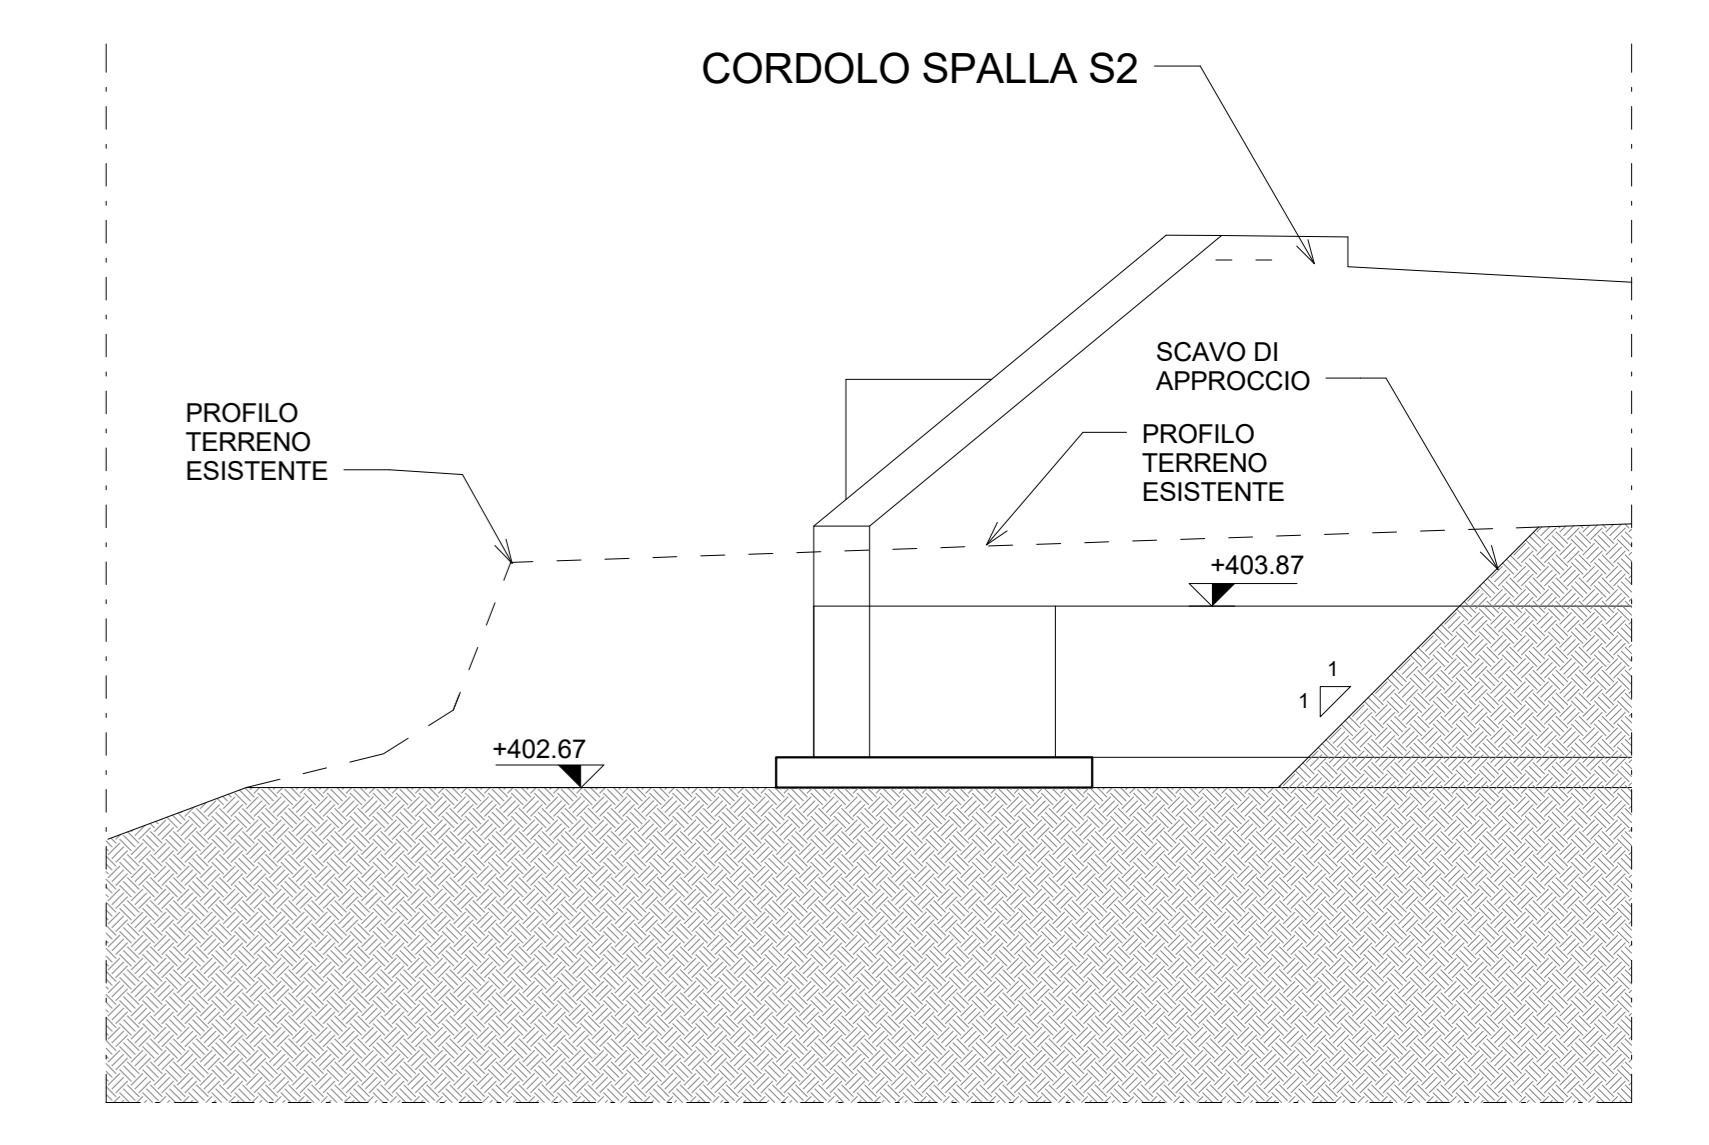 CORDOLO SPALLA S2
SCAVO DI
APPROCCIO
PROFILO
TERRENO
ESISTENTE
PROFILO
TERRENO
ESISTENTE
+403.87
1
1
+402.67